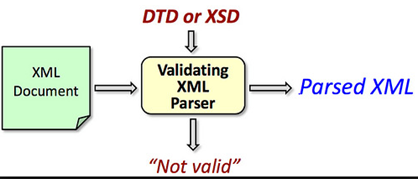 DTD or XSD
XML
Document
Validating
XML
Parser
Parsed XML
“Not valid”